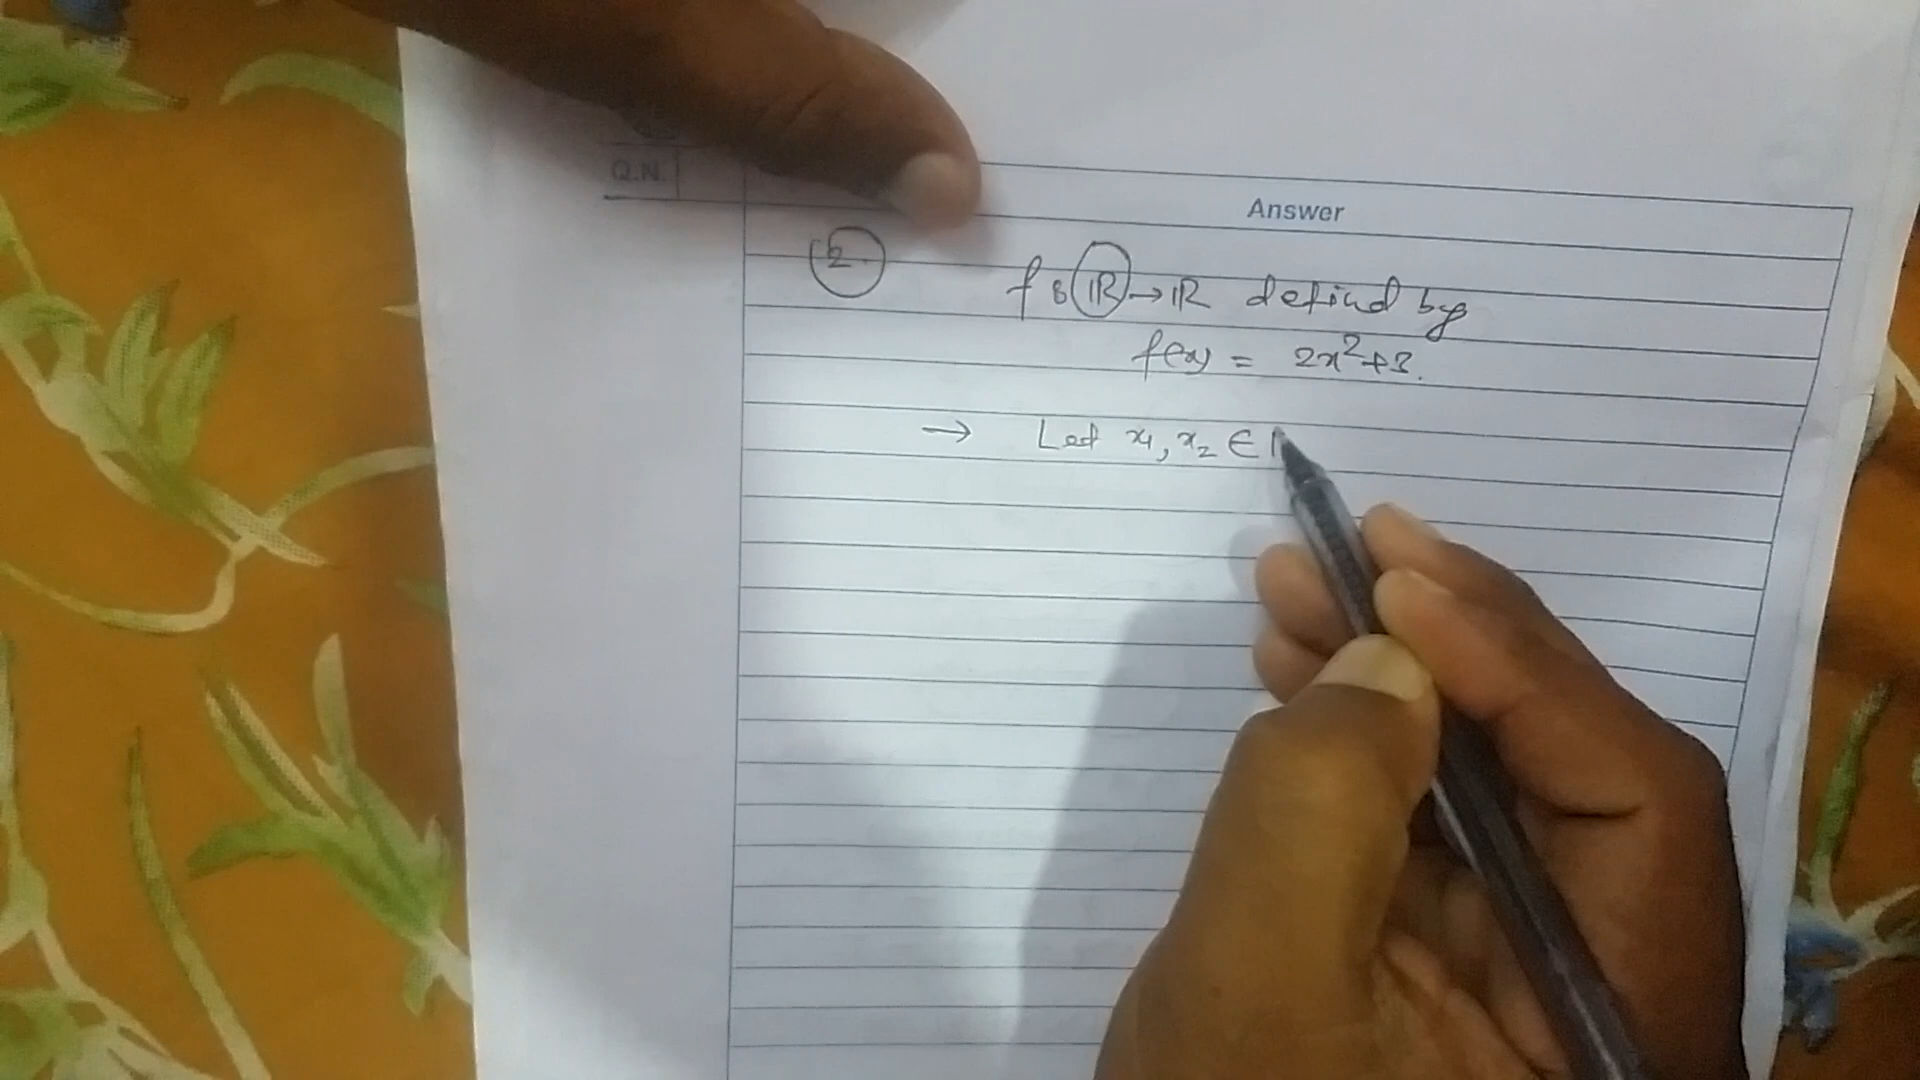 Q.N.
Answer
2.
f : ℝ → ℝ defind by
f(x) = 2x²+3.
→ Let x₁, x₂ ∈